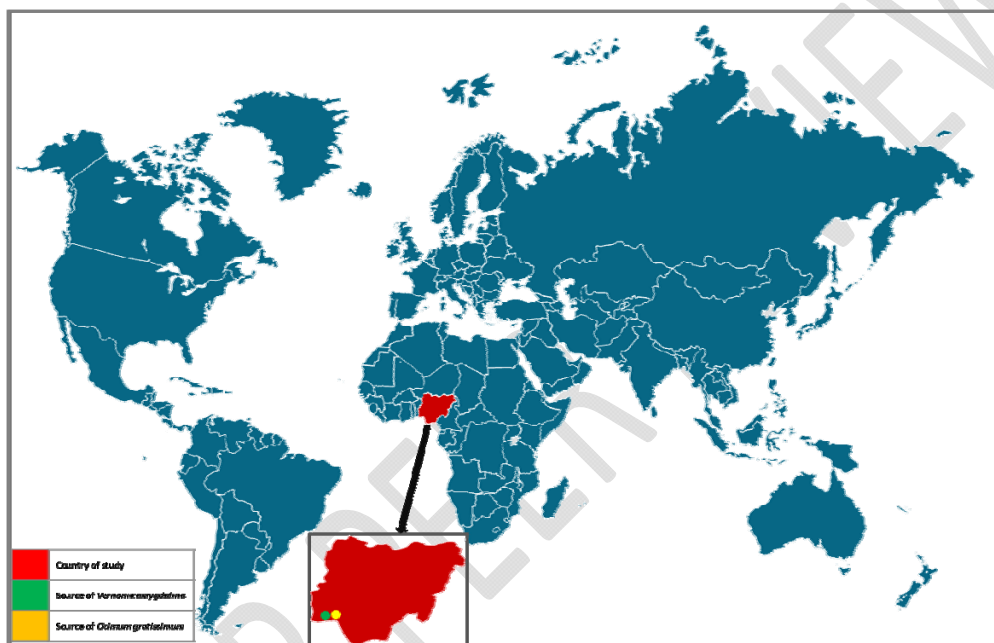 Country of study
Source of Vernonia amygdalina
Source of Ocimum gratissimum